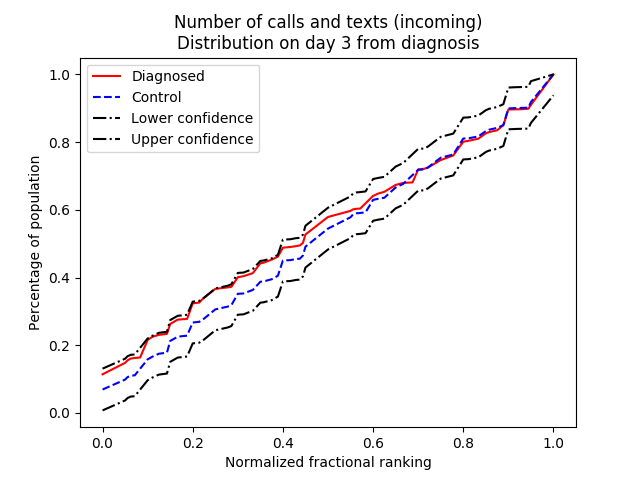 Number of calls and texts (incoming)
Distribution on day 3 from diagnosis
Diagnosed
Control
Lower confidence
Upper confidence
Percentage of population
1.0
0.8
0.6
0.4
0.2
0.0
0.0 0.2 0.4 0.6 0.8 1.0
Normalized fractional ranking